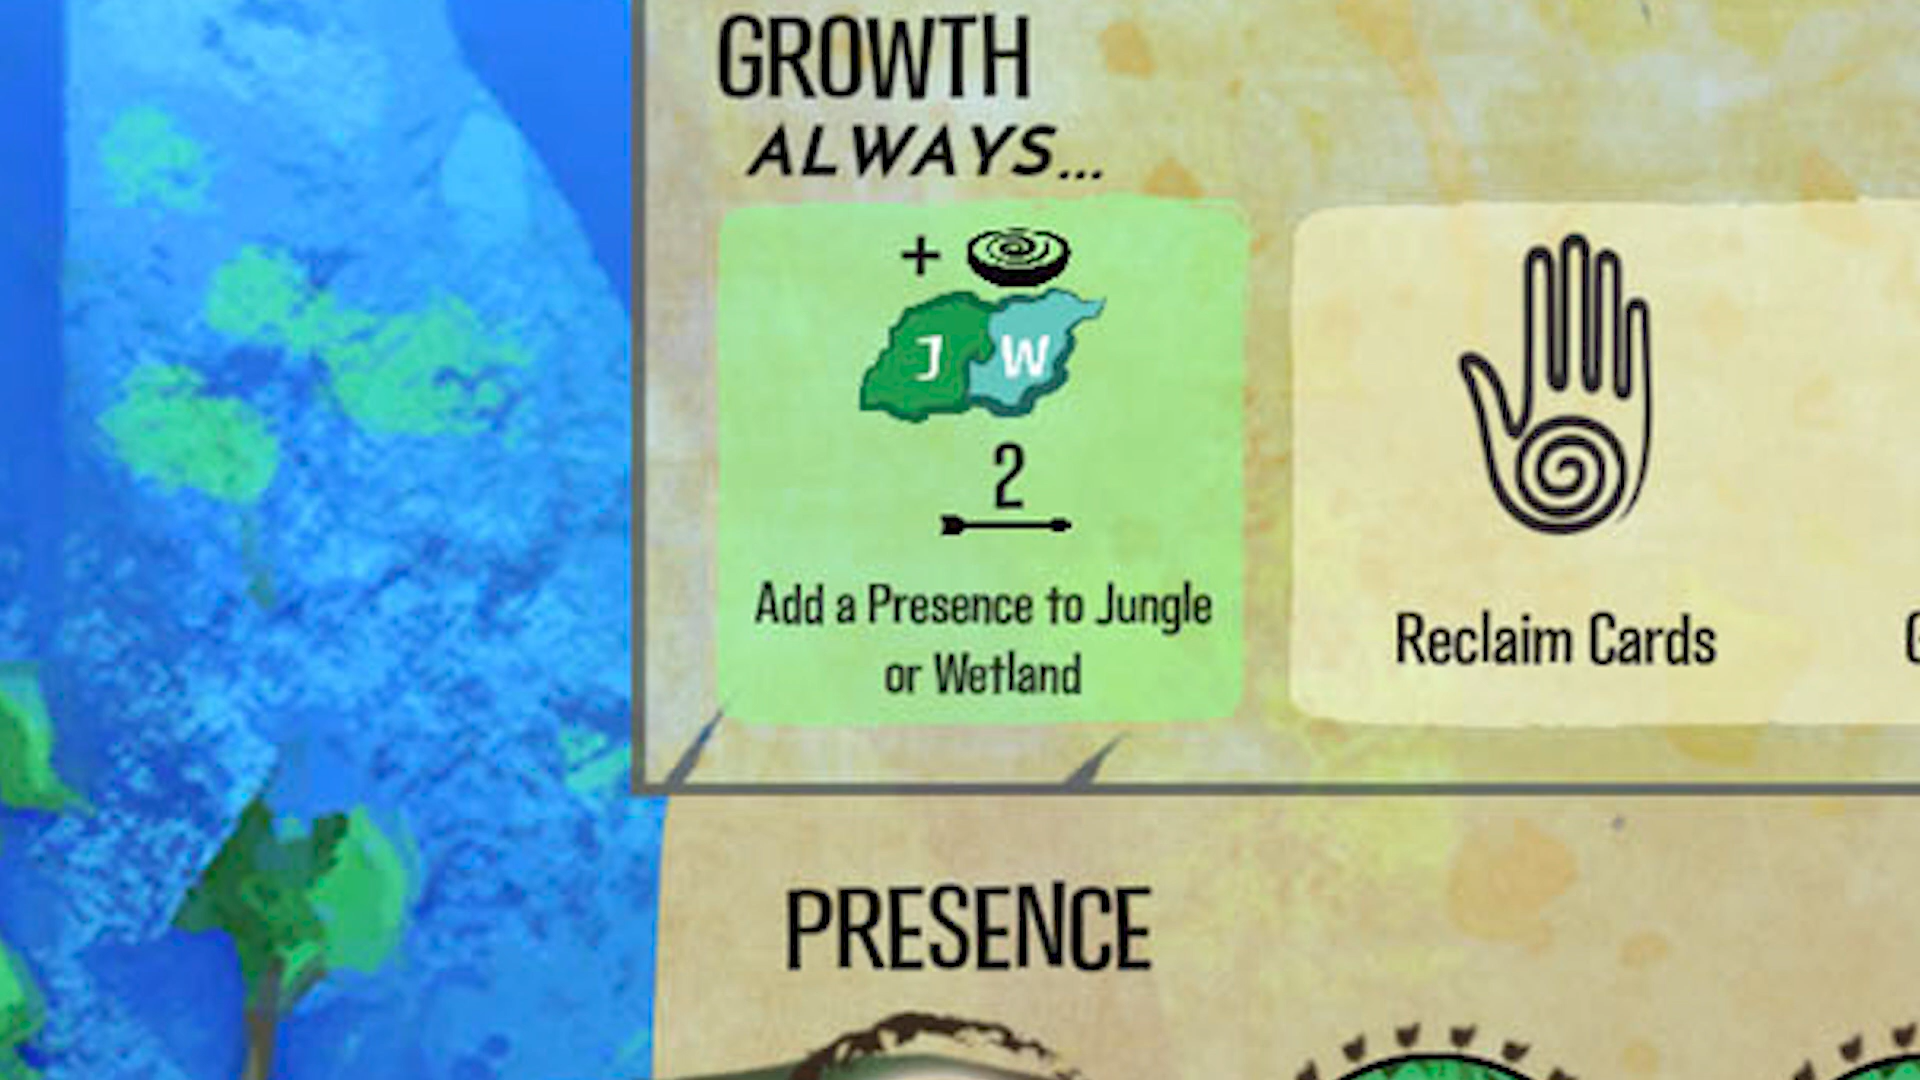 GROWTH
ALWAYS...
+
J W
2
Add a Presence to Jungle
or Wetland
Reclaim Cards
PRESENCE